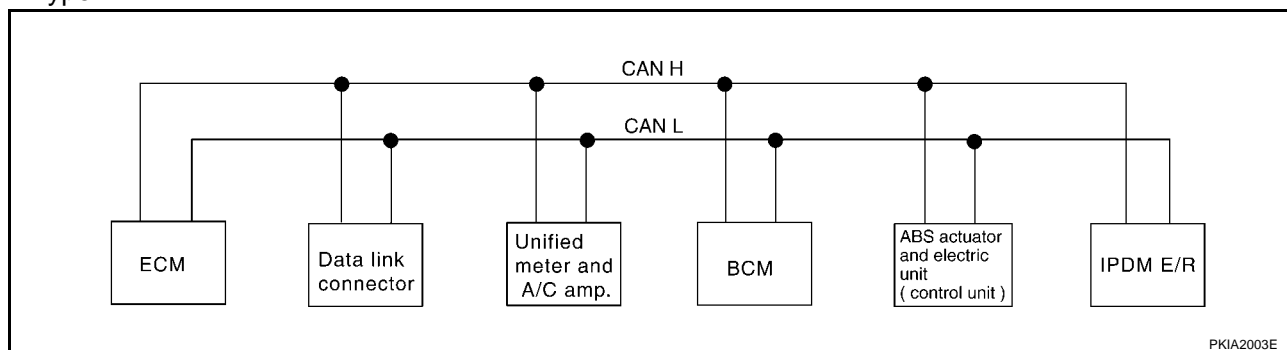 CAN H
CAN L
ECM
Data link
connector
Unified
meter and
A/C amp.
BCM
ABS actuator
and electric
unit
( control unit )
IPDM E/R
PKIA2003E